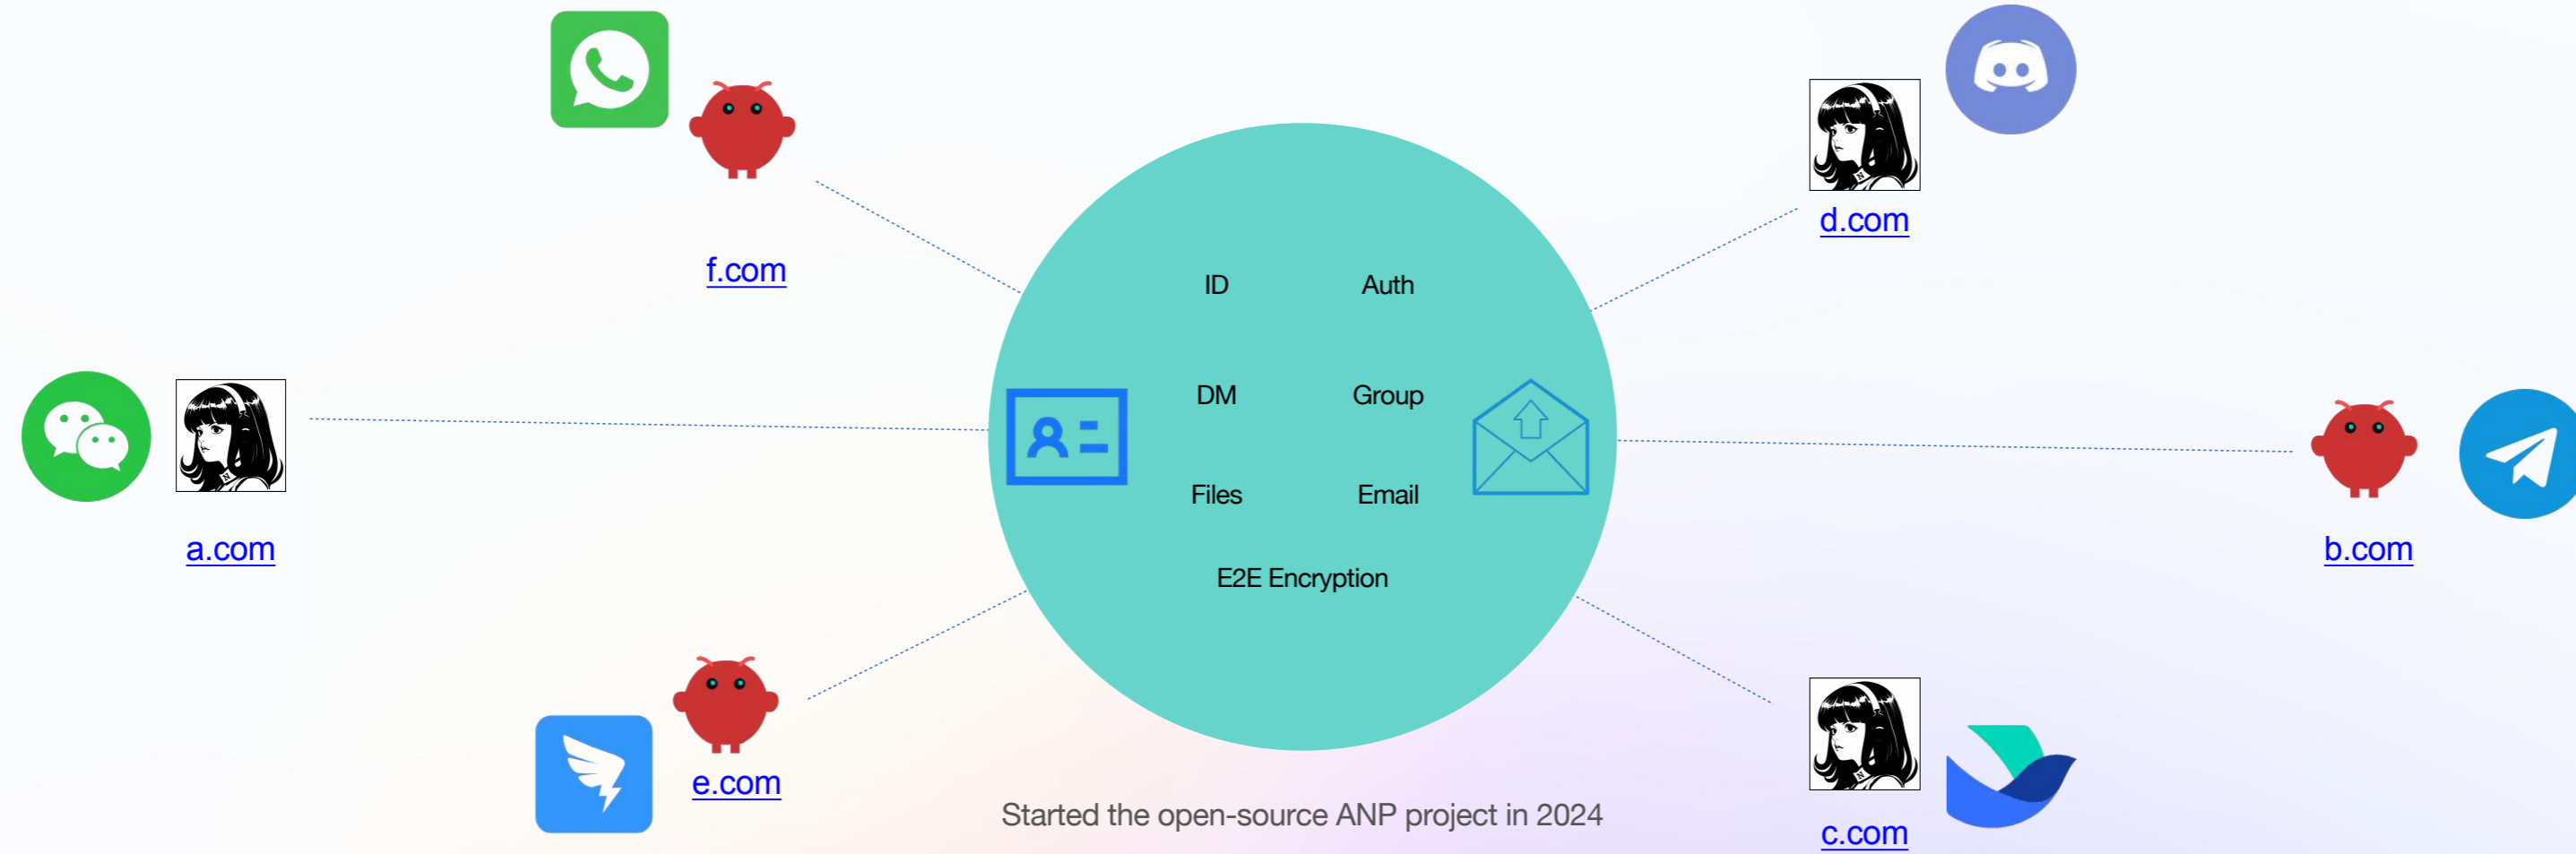 d.com
f.com
ID Auth
DM Group
a.com
Files Email
b.com
E2E Encryption
e.com
Started the open-source ANP project in 2024
c.com